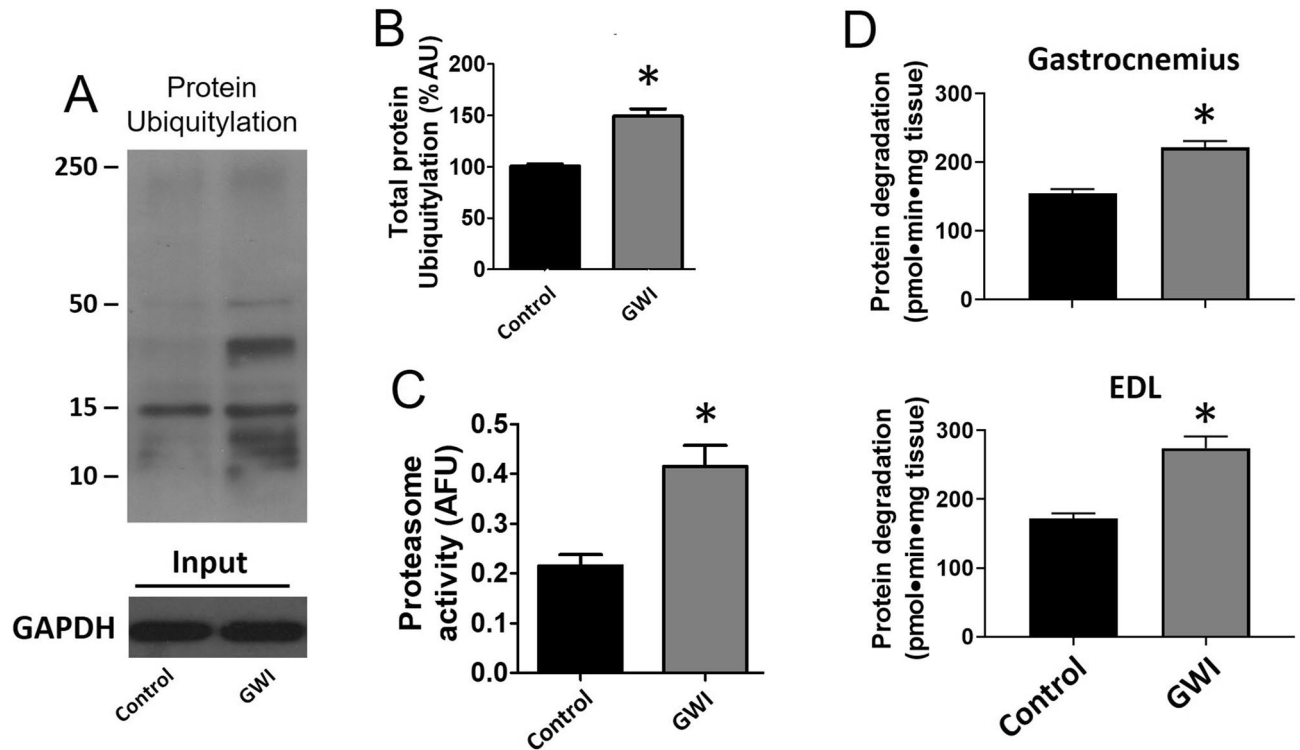 A
Protein
Ubiquitylation
250
50
15
10
Input
GAPDH
Control
GWI
B
Total protein
Ubiquitylation (% AU)
200
150
100
50
0
*
Control
GWI
C
Proteasome
activity (AFU)
0.5
0.4
0.3
0.2
0.1
0.0
*
Control
GWI
D
Gastrocnemius
Protein degradation
(pmol•min•mg tissue)
300
200
100
0
*
EDL
Protein degradation
(pmol•min•mg tissue)
300
200
100
0
*
Control
GWI